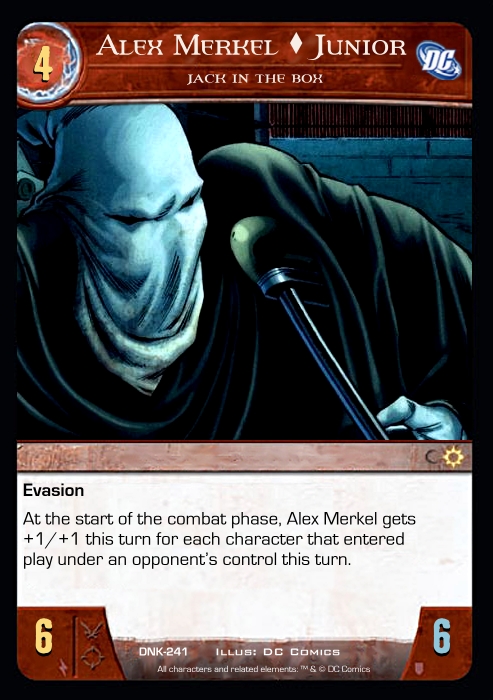 4
ALEX MERKEL ♦ JUNIOR
DC
JACK IN THE BOX
Evasion
At the start of the combat phase, Alex Merkel gets
+1/+1 this turn for each character that entered
play under an opponent's control this turn.
6
DNK-241 ILLUS: DC COMICS
6
All characters and related elements: ™ & © DC Comics